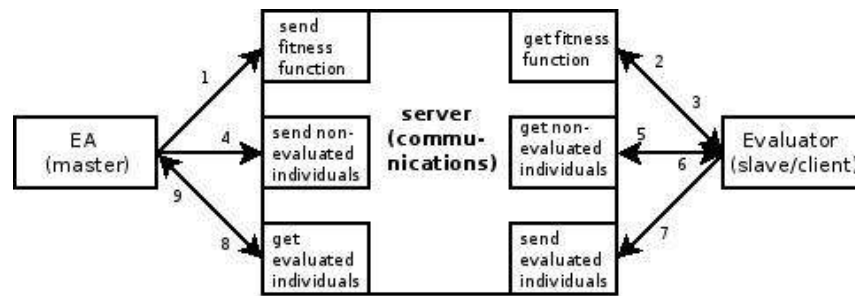 send
fitness
function
get fitness
function
1
2
3
server
(commu-
nications)
EA
(master)
4
send non-
evaluated
individuals
get non-
evaluated
individuals
5
6
Evaluator
(slave/client)
9
8
get
evaluated
individuals
send
evaluated
individuals
7